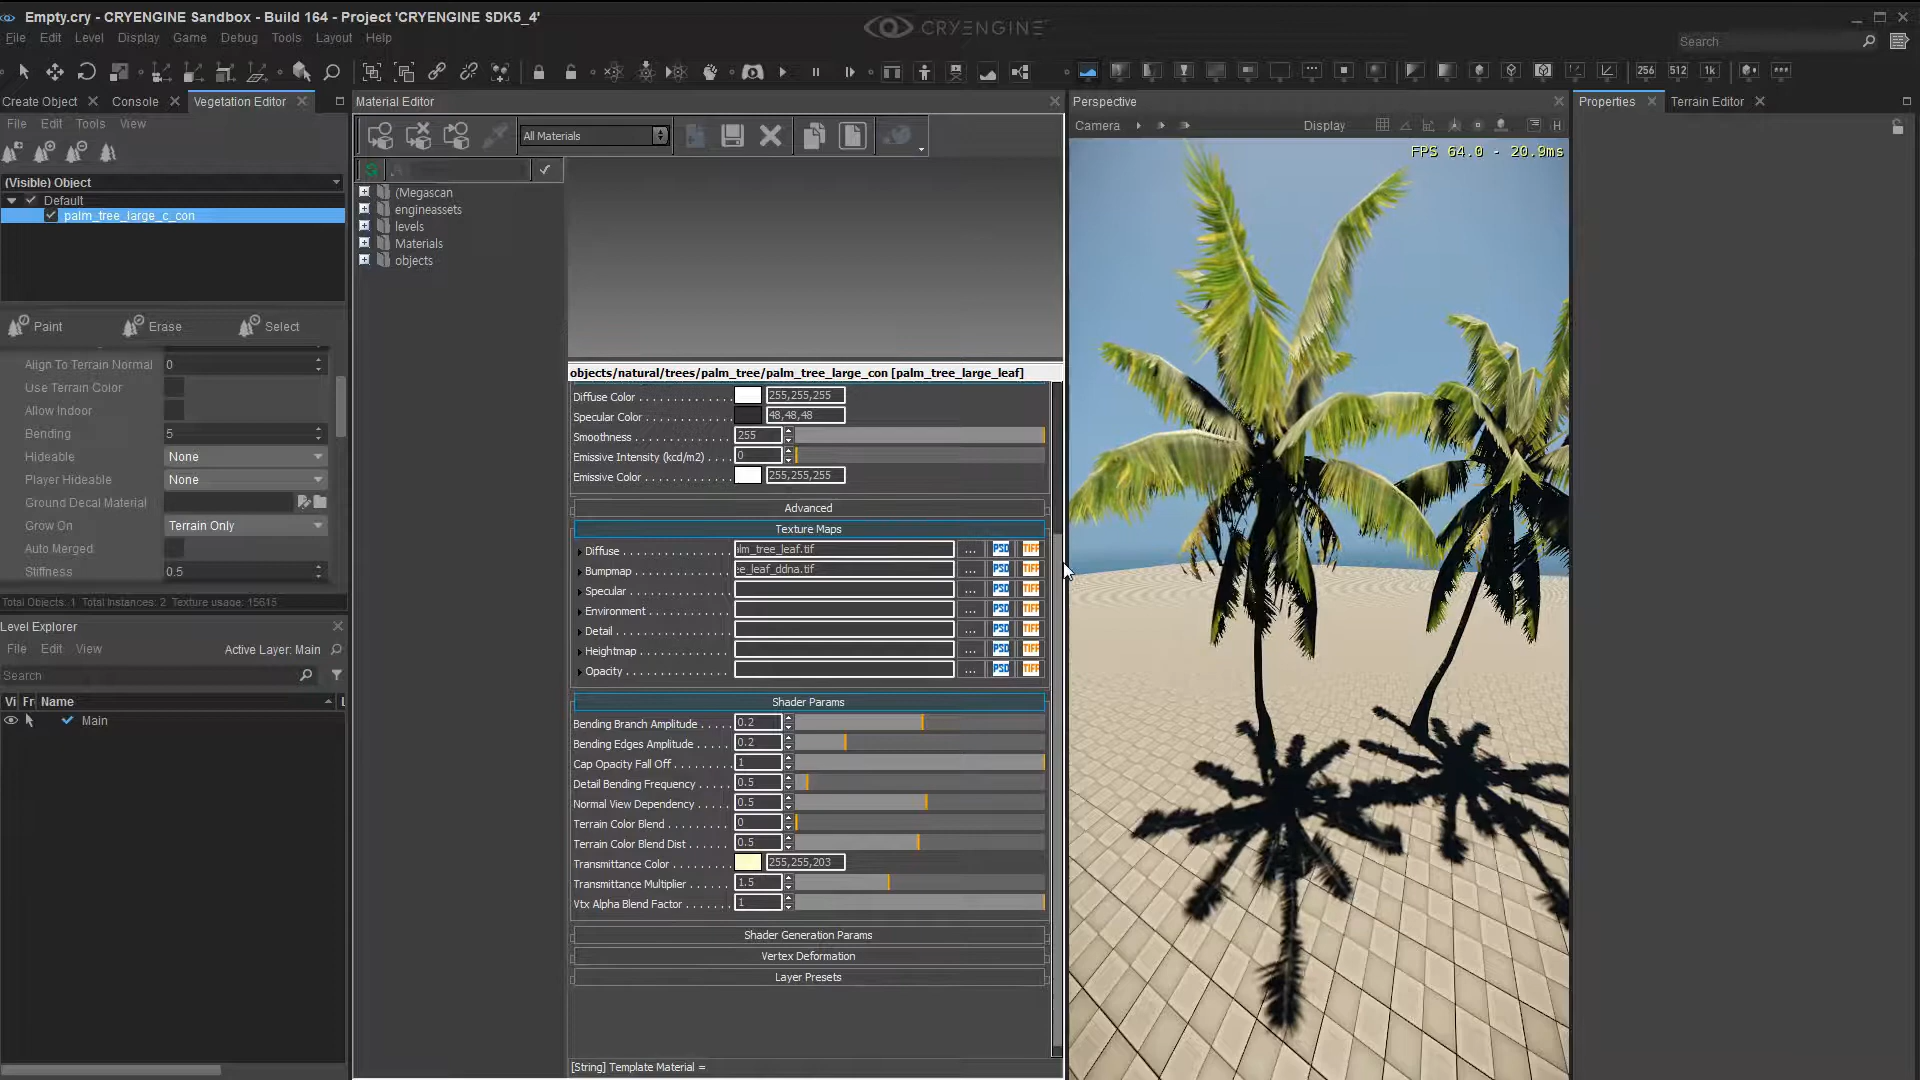 Empty.cry - CRYENGINE Sandbox - Build 164 - Project 'CRYENGINE SDK5_4'
CRYENGINE
File Edit Level Display Game Debug Tools Layout Help
Search
256 512 1k
Create Object Console Vegetation Editor
Material Editor
Perspective
Properties Terrain Editor
File Edit Tools View
All Materials
Camera Display H
FPS 64.0 - 20.9ms
(Visible) Object
Default
palm_tree_large_c_con
(Megascan
engineassets
levels
Materials
objects
Paint Erase Select
Align To Terrain Normal 0
Use Terrain Color
Allow Indoor
Bending 5
Hideable None
Player Hideable None
Ground Decal Material
Grow On Terrain Only
Auto Merged
Stiffness 0.5
Total Objects: 1 Total Instances: 2 Texture usage: 15615
Level Explorer
File Edit View Active Layer: Main
Search
Vi Fr Name L
Main
objects/natural/trees/palm_tree/palm_tree_large_con [palm_tree_large_leaf]
Diffuse Color 255,255,255
Specular Color 48,48,48
Smoothness 255
Emissive Intensity (kcd/m2) 0
Emissive Color 255,255,255
Advanced
Texture Maps
Diffuse lm_tree_leaf.tif ... PSD TIFF
Bumpmap e_leaf_ddna.tif ... PSD TIFF
Specular ... PSD TIFF
Environment ... PSD TIFF
Detail ... PSD TIFF
Heightmap ... PSD TIFF
Opacity ... PSD TIFF
Shader Params
Bending Branch Amplitude 0.2
Bending Edges Amplitude 0.2
Cap Opacity Fall Off 1
Detail Bending Frequency 0.5
Normal View Dependency 0.5
Terrain Color Blend 0
Terrain Color Blend Dist 0.5
Transmittance Color 255,255,203
Transmittance Multiplier 1.5
Vtx Alpha Blend Factor 1
Shader Generation Params
Vertex Deformation
Layer Presets
[String] Template Material =